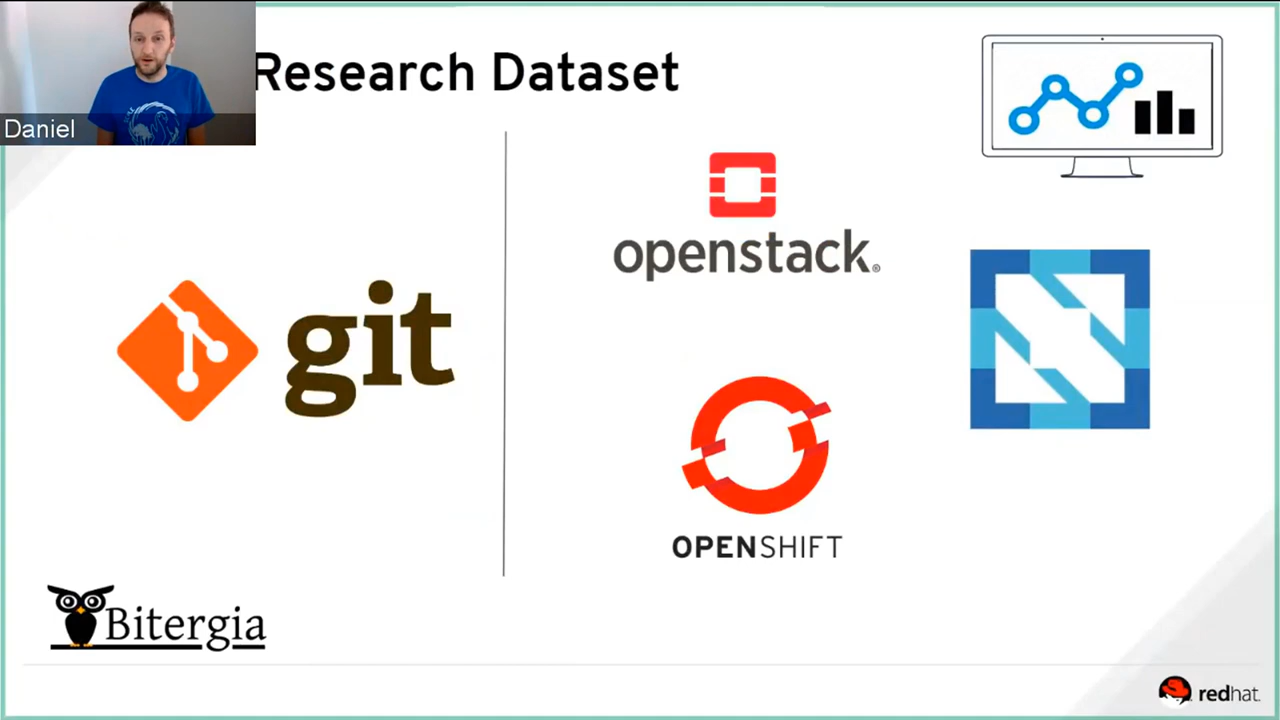 Research Dataset
Daniel
openstack®
git
OPENSHIFT
Bitergia
redhat.